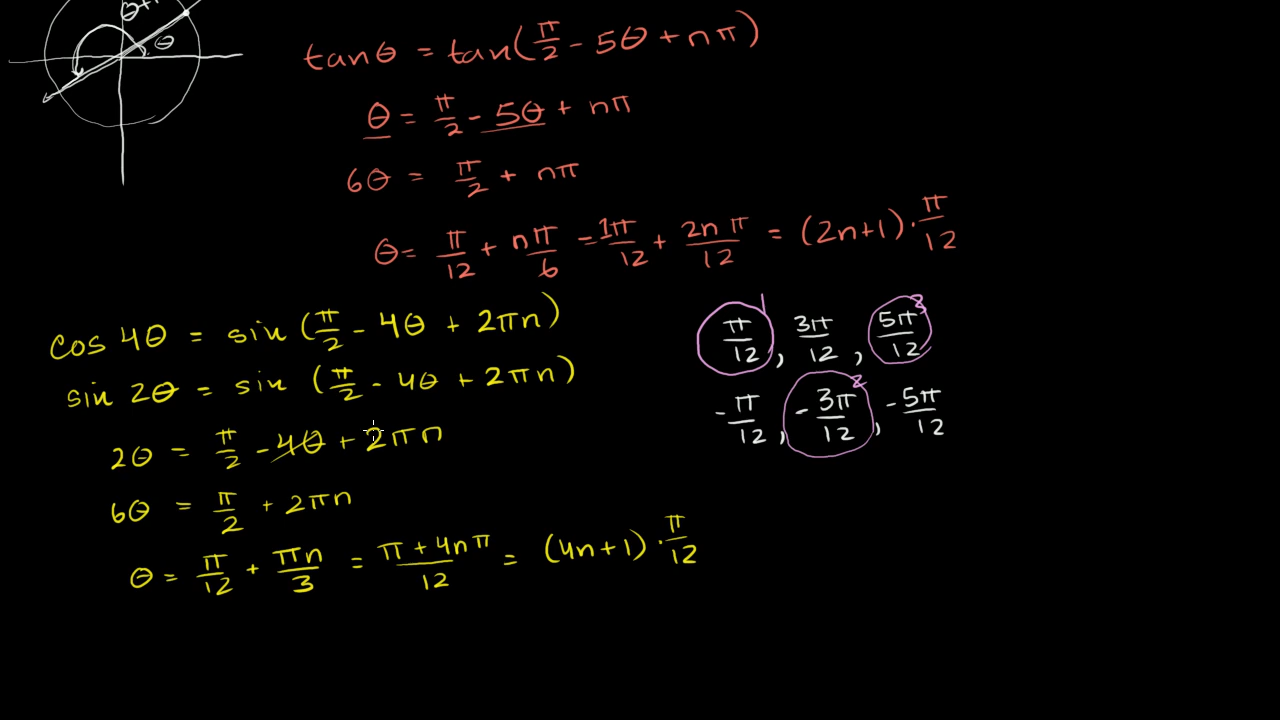 θ+π
θ
tanθ = tan(π/2 - 5θ + nπ)
θ = π/2 - 5θ + nπ
6θ = π/2 + nπ
θ = π/12 + nπ/6 = 1π/12 + 2nπ/12 = (2n+1)·π/12
cos 4θ = sin (π/2 - 4θ + 2πn)
sin 2θ = sin (π/2 - 4θ + 2πn)
2θ = π/2 - 4θ + 2πn
6θ = π/2 + 2πn
θ = π/12 + πn/3 = π + 4nπ/12 = (4n+1)·π/12
1 3
π/12, 3π/12, 5π/12
2
-π/12, -3π/12, -5π/12